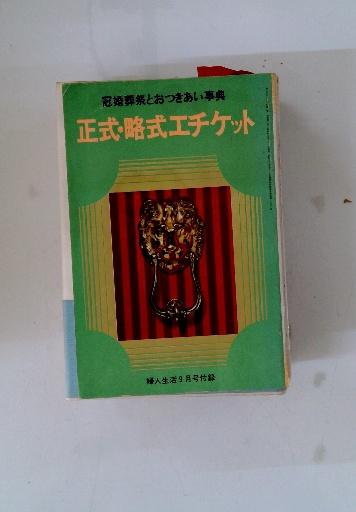 冠婚葬祭とおつきあい事典
正式・略式エチケット
婦人生活9月号付録